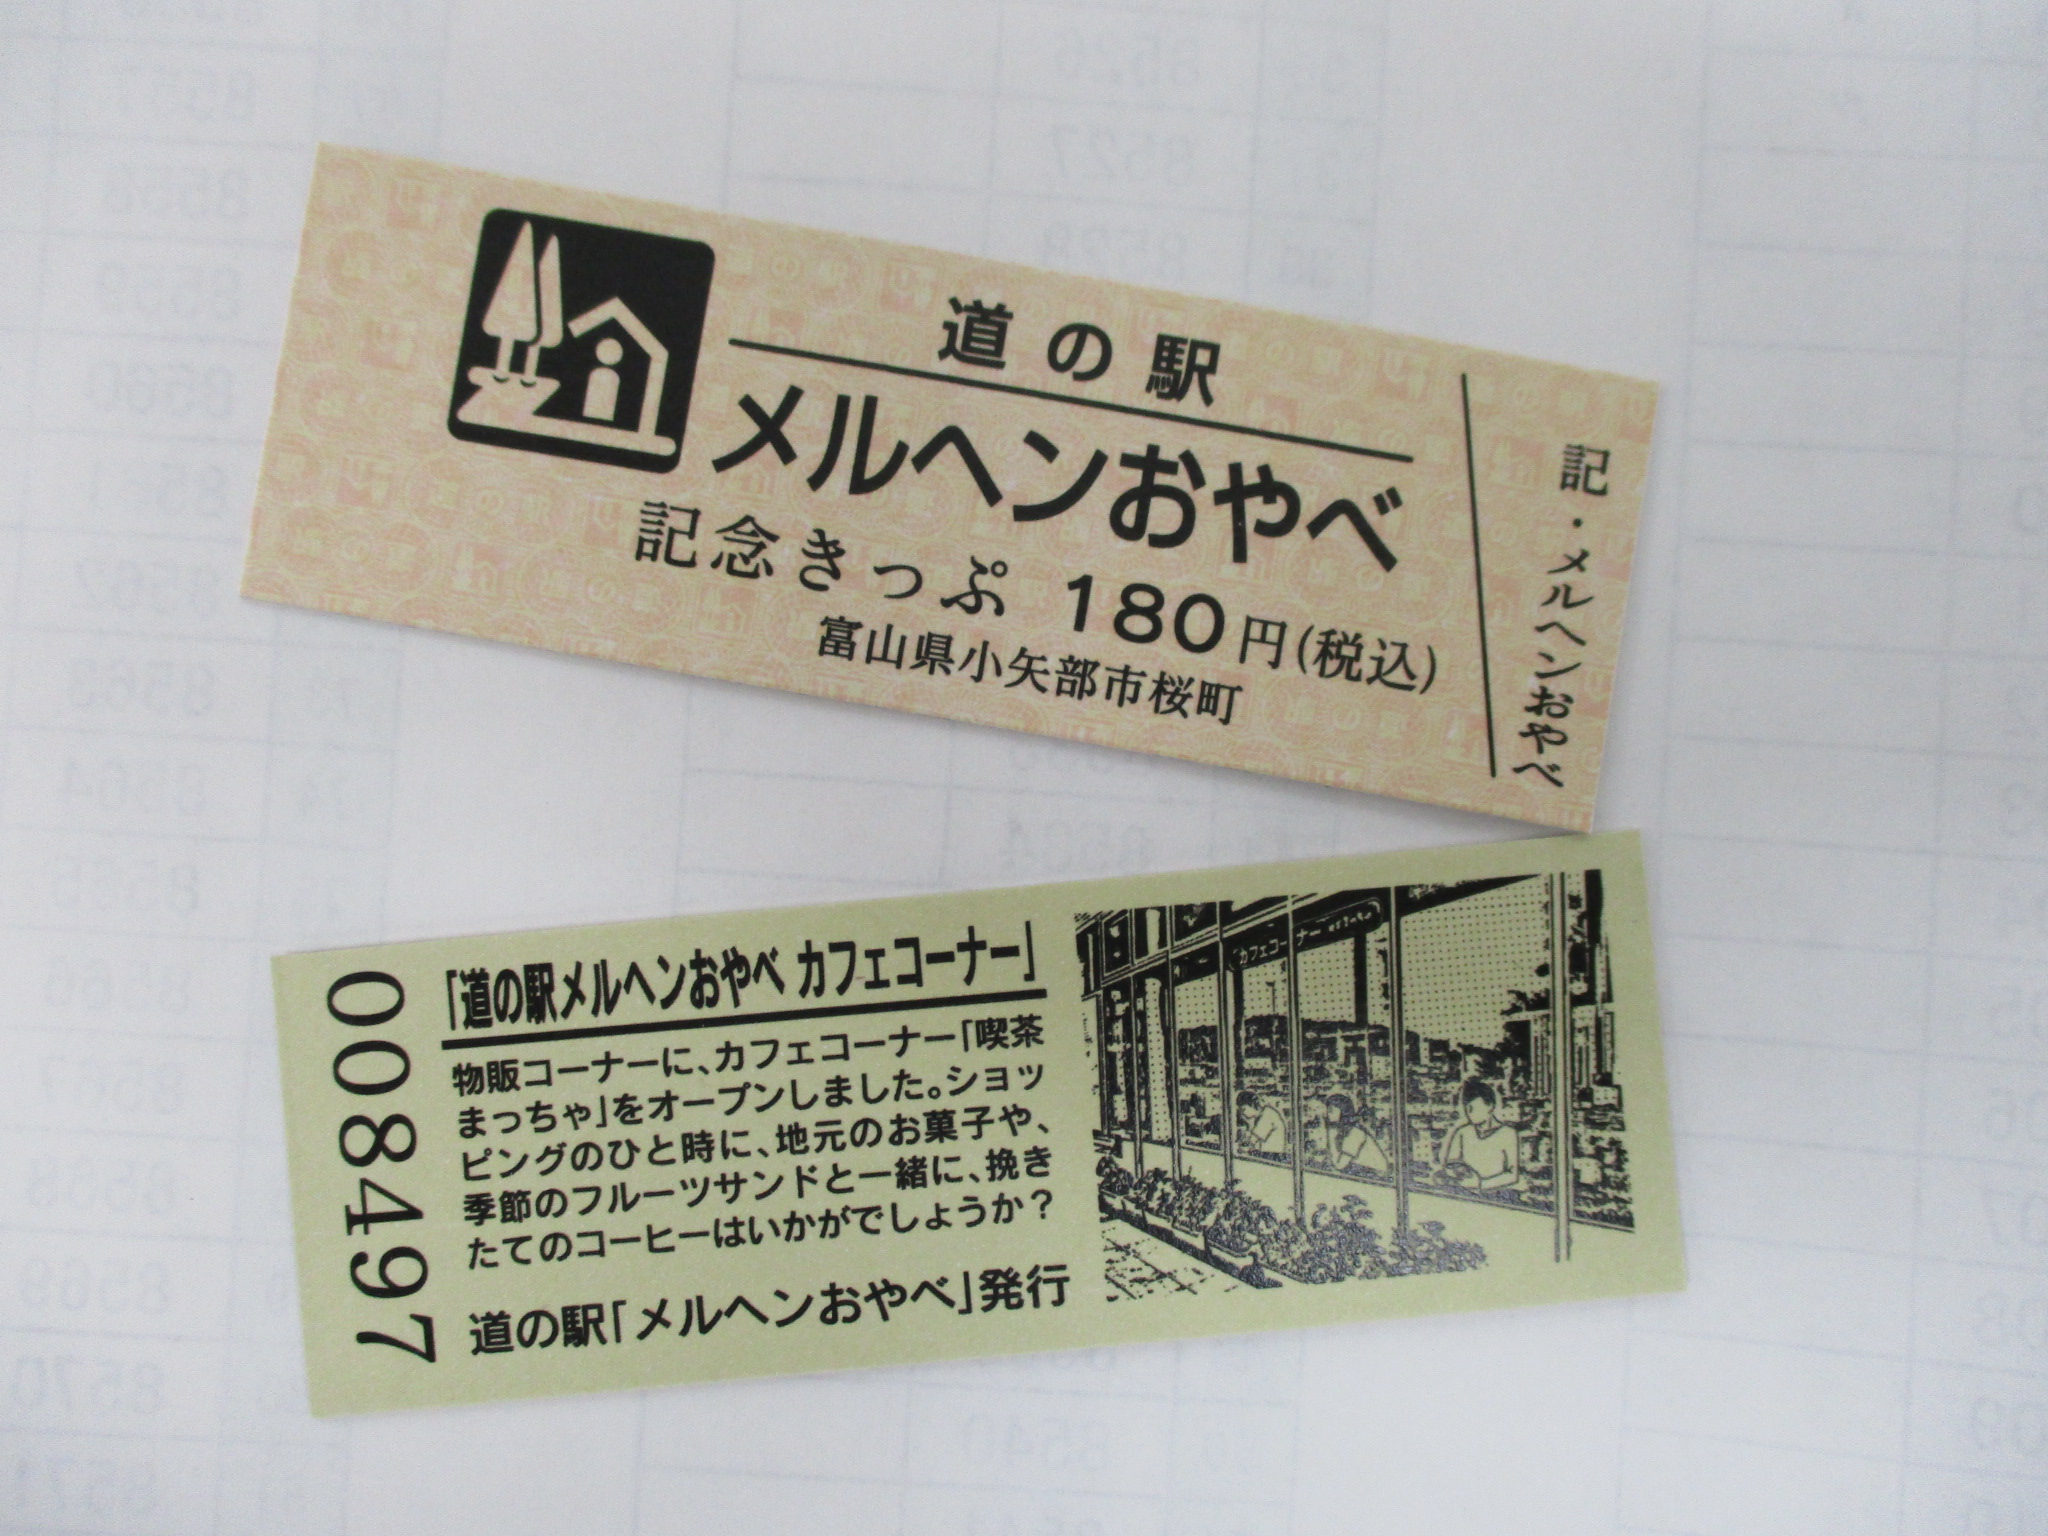 道の駅
メルヘンおやべ
記念きっぷ 180円(税込)
富山県小矢部市桜町
記・メルヘンおやべ
008497
「道の駅メルヘンおやべ カフェコーナー」
物販コーナーに、カフェコーナー「喫茶
まっちゃ」をオープンしました。ショッ
ピングのひと時に、地元のお菓子や、
季節のフルーツサンドと一緒に、挽き
たてのコーヒーはいかがでしょうか?
道の駅「メルヘンおやべ」発行
カフェコーナー